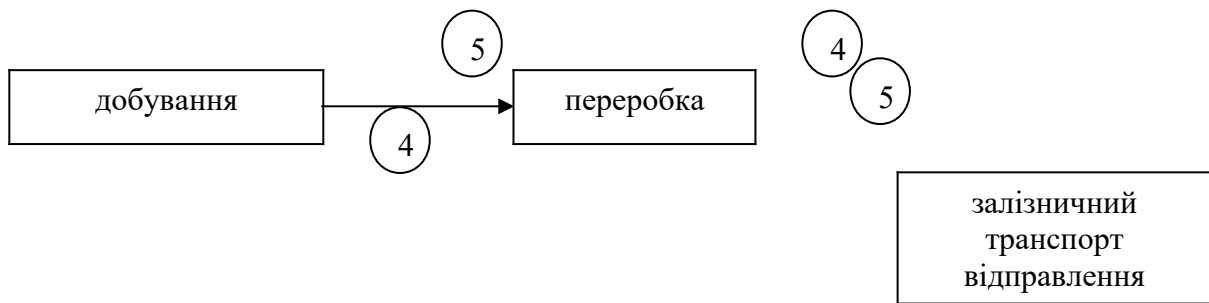 5
4
добування
переробка
5
4
залізничний
транспорт
відправлення